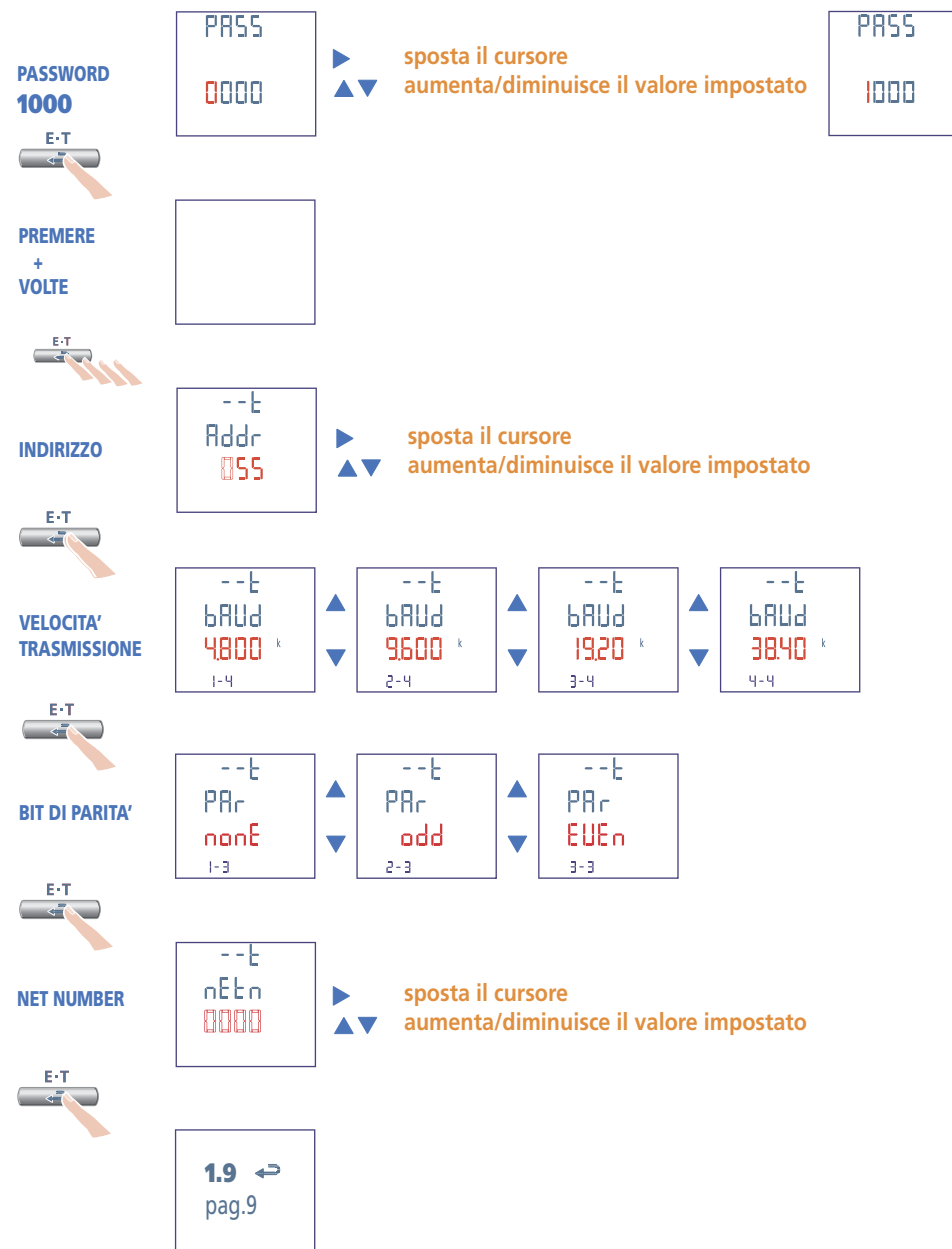 PASS
0000
sposta il cursore
aumenta/diminuisce il valore impostato
PASS
1000
PASSWORD
1000
E·T
PREMERE
+
VOLTE
E·T
INDIRIZZO
--t
Addr
055
sposta il cursore
aumenta/diminuisce il valore impostato
E·T
VELOCITA'
TRASMISSIONE
--t
bAUd
4.800 k
1-4
--t
bAUd
9.600 k
2-4
--t
bAUd
19.20 k
3-4
--t
bAUd
38.40 k
4-4
E·T
BIT DI PARITA'
--t
PAr
nonE
1-3
--t
PAr
odd
2-3
--t
PAr
EVEn
3-3
E·T
NET NUMBER
--t
nEtn
0000
sposta il cursore
aumenta/diminuisce il valore impostato
E·T
1.9
pag.9